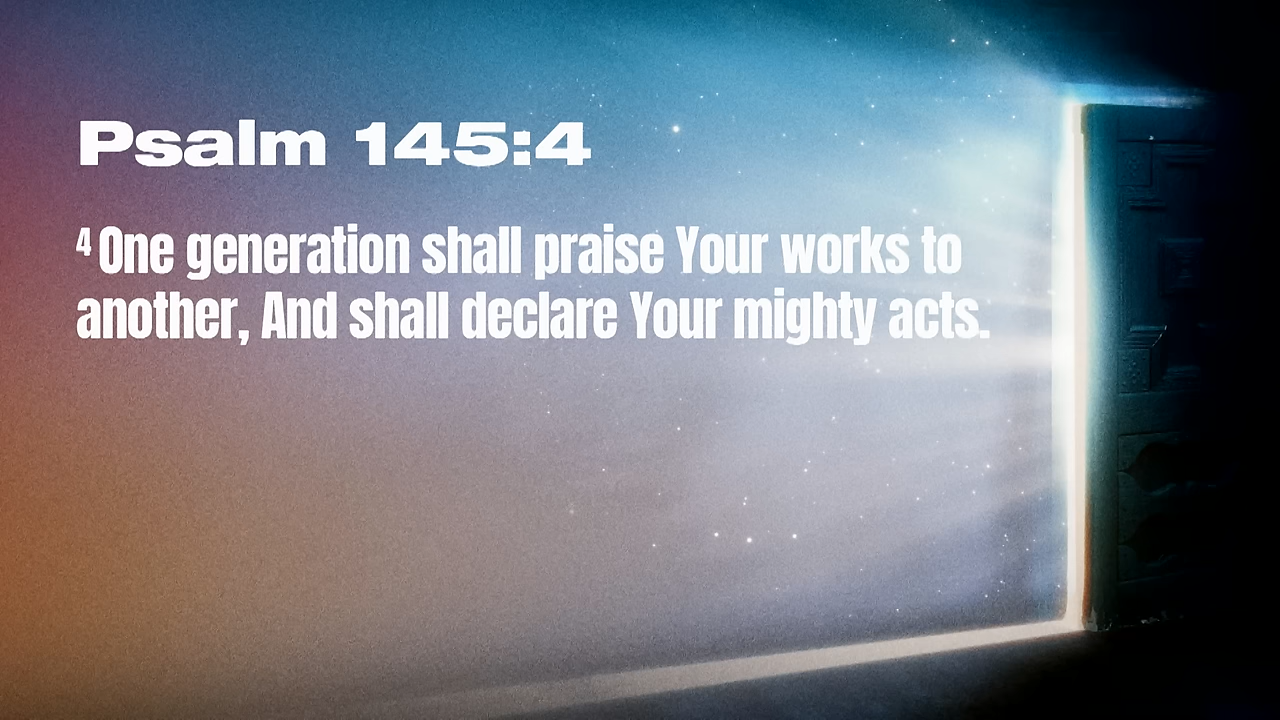 Psalm 145:4
4 One generation shall praise Your works to
another, And shall declare Your mighty acts.